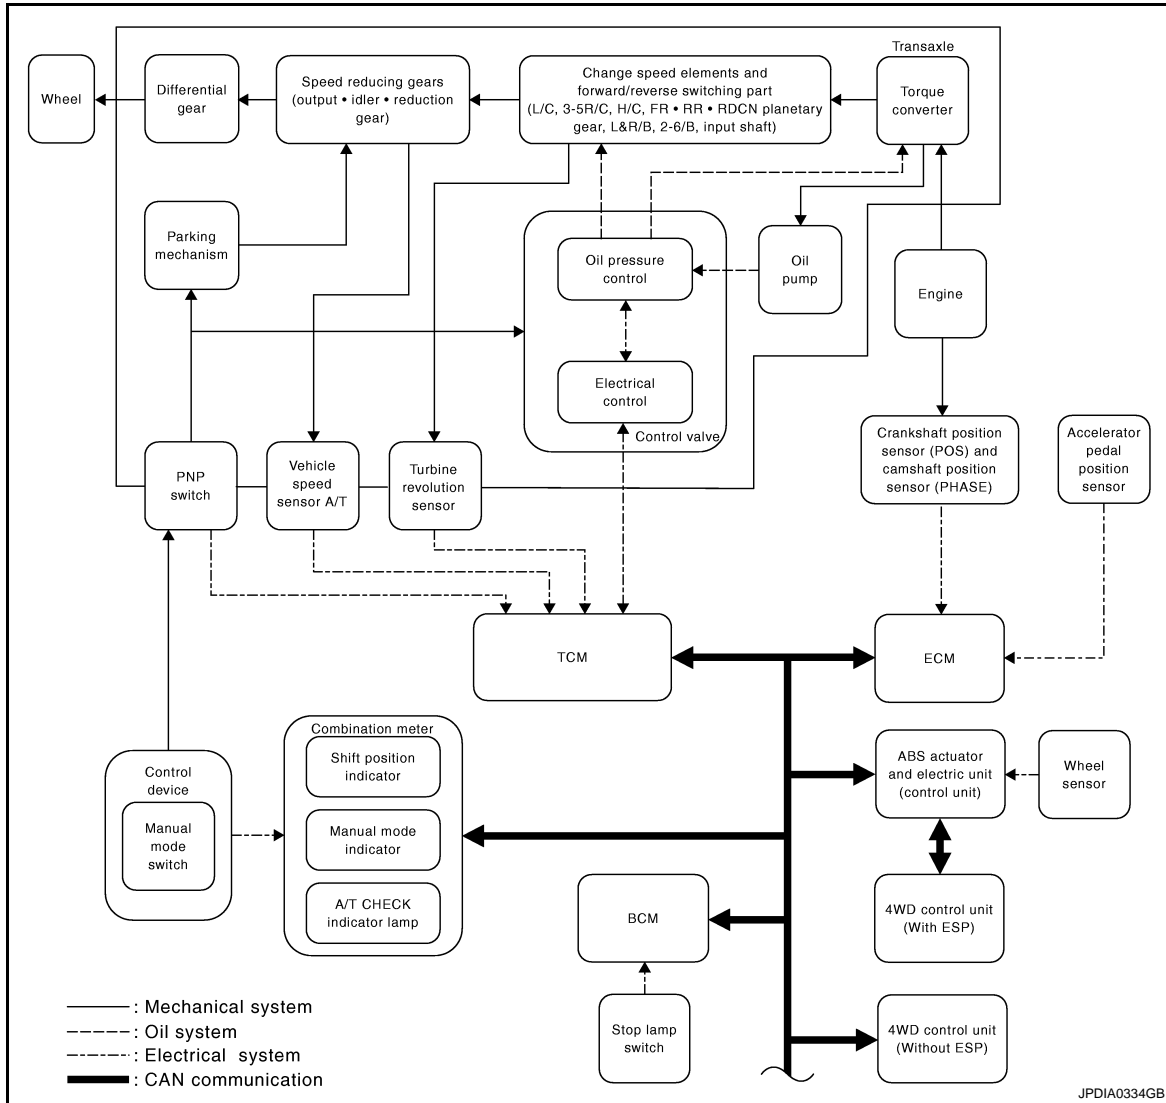 Transaxle
Wheel
Differential
gear
Speed reducing gears
(output • idler • reduction
gear)
Change speed elements and
forward/reverse switching part
(L/C, 3-5R/C, H/C, FR • RR • RDCN planetary
gear, L&R/B, 2-6/B, input shaft)
Torque
converter
Parking
mechanism
Oil pressure
control
Oil
pump
Engine
Electrical
control
Control valve
PNP
switch
Vehicle
speed
sensor A/T
Turbine
revolution
sensor
Crankshaft position
sensor (POS) and
camshaft position
sensor (PHASE)
Accelerator
pedal
position
sensor
TCM
ECM
Combination meter
Shift position
indicator
Manual mode
indicator
A/T CHECK
indicator lamp
Control
device
Manual
mode
switch
ABS actuator
and electric unit
(control unit)
Wheel
sensor
BCM
4WD control unit
(With ESP)
Stop lamp
switch
4WD control unit
(Without ESP)
: Mechanical system
: Oil system
: Electrical system
: CAN communication
JPDIA0334GB